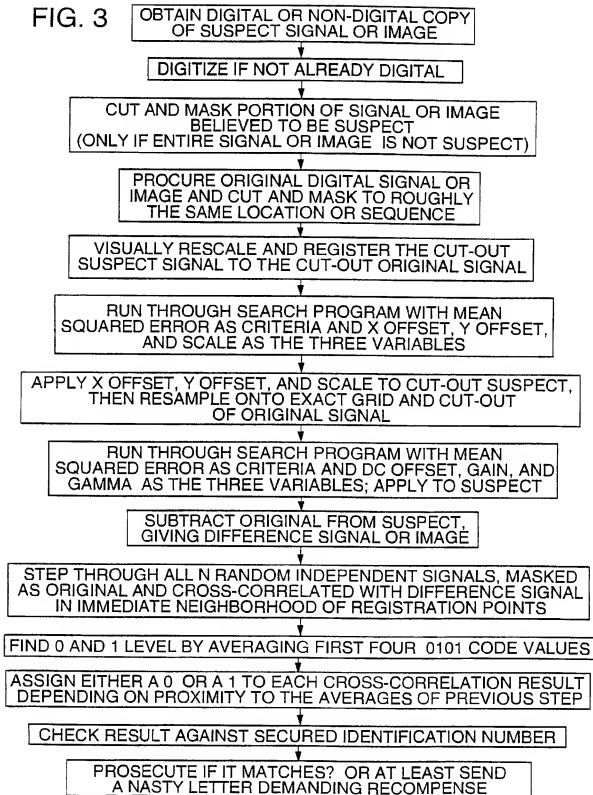 FIG. 3
OBTAIN DIGITAL OR NON-DIGITAL COPY
OF SUSPECT SIGNAL OR IMAGE
DIGITIZE IF NOT ALREADY DIGITAL
CUT AND MASK PORTION OF SIGNAL OR IMAGE
BELIEVED TO BE SUSPECT
(ONLY IF ENTIRE SIGNAL OR IMAGE IS NOT SUSPECT)
PROCURE ORIGINAL DIGITAL SIGNAL OR
IMAGE AND CUT AND MASK TO ROUGHLY
THE SAME LOCATION OR SEQUENCE
VISUALLY RESCALE AND REGISTER THE CUT-OUT
SUSPECT SIGNAL TO THE CUT-OUT ORIGINAL SIGNAL
RUN THROUGH SEARCH PROGRAM WITH MEAN
SQUARED ERROR AS CRITERIA AND X OFFSET, Y OFFSET,
AND SCALE AS THE THREE VARIABLES
APPLY X OFFSET, Y OFFSET, AND SCALE TO CUT-OUT SUSPECT,
THEN RESAMPLE ONTO EXACT GRID AND CUT-OUT
OF ORIGINAL SIGNAL
RUN THROUGH SEARCH PROGRAM WITH MEAN
SQUARED ERROR AS CRITERIA AND DC OFFSET, GAIN, AND
GAMMA AS THE THREE VARIABLES; APPLY TO SUSPECT
SUBTRACT ORIGINAL FROM SUSPECT,
GIVING DIFFERENCE SIGNAL OR IMAGE
STEP THROUGH ALL N RANDOM INDEPENDENT SIGNALS, MASKED
AS ORIGINAL AND CROSS-CORRELATED WITH DIFFERENCE SIGNAL
IN IMMEDIATE NEIGHBORHOOD OF REGISTRATION POINTS
FIND 0 AND 1 LEVEL BY AVERAGING FIRST FOUR 0101 CODE VALUES
ASSIGN EITHER A 0 OR A 1 TO EACH CROSS-CORRELATION RESULT
DEPENDING ON PROXIMITY TO THE AVERAGES OF PREVIOUS STEP
CHECK RESULT AGAINST SECURED IDENTIFICATION NUMBER
PROSECUTE IF IT MATCHES? OR AT LEAST SEND
A NASTY LETTER DEMANDING RECOMPENSE